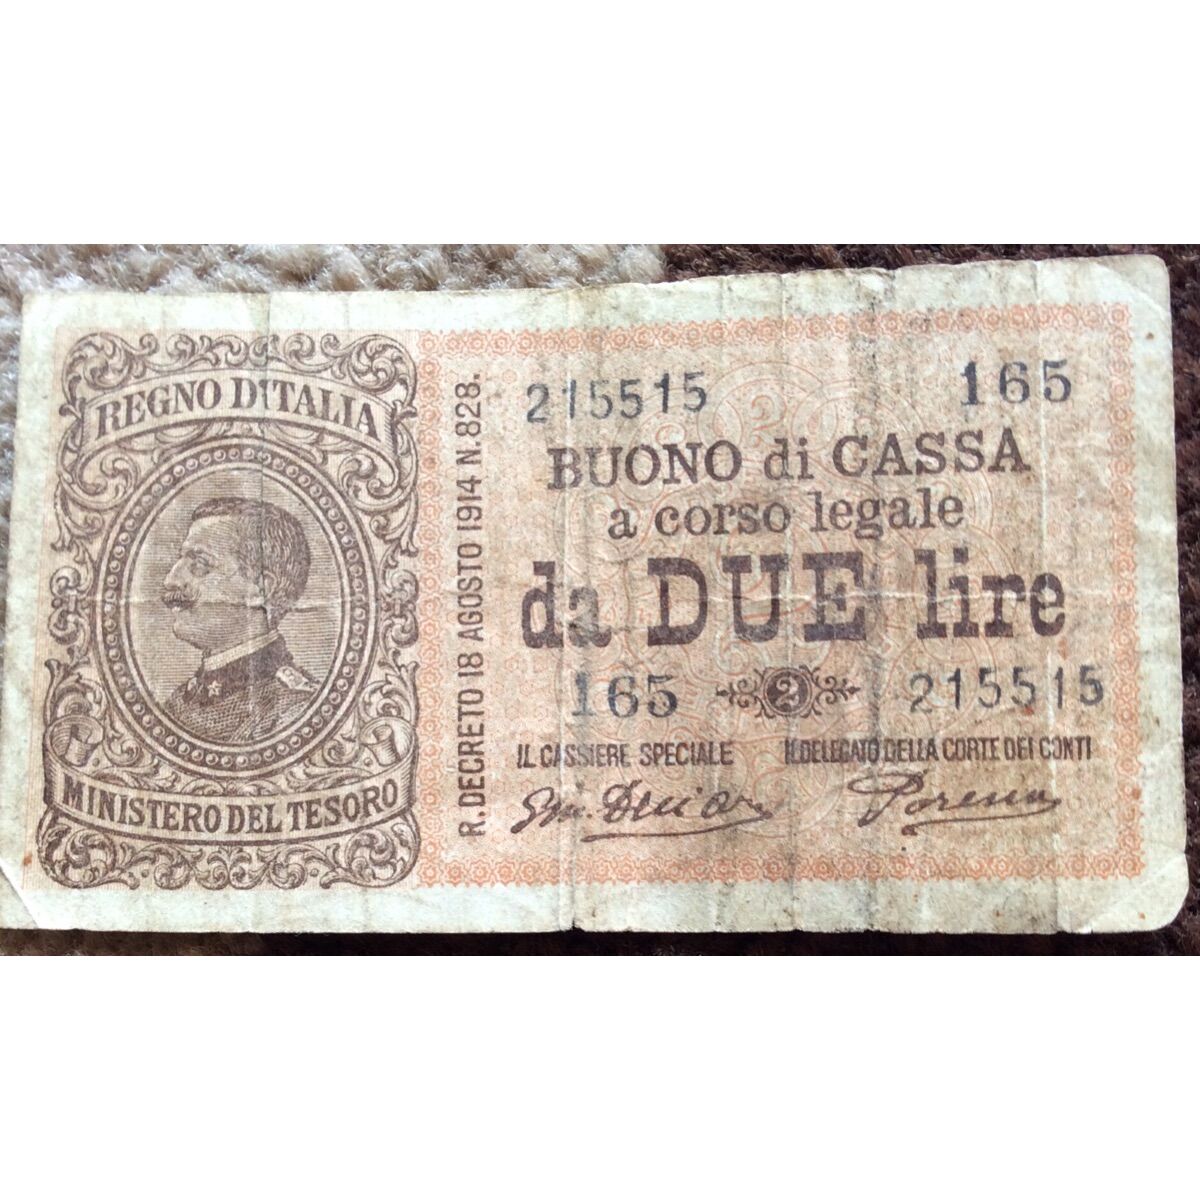 REGNO D'ITALIA
MINISTERO DEL TESORO
R. DECRETO 18 AGOSTO 1914 N. 828.
215515 165
BUONO di CASSA
a corso legale
da DUE lire
165 2 215515
IL CASSIERE SPECIALE IL DELEGATO DELLA CORTE DEI CONTI